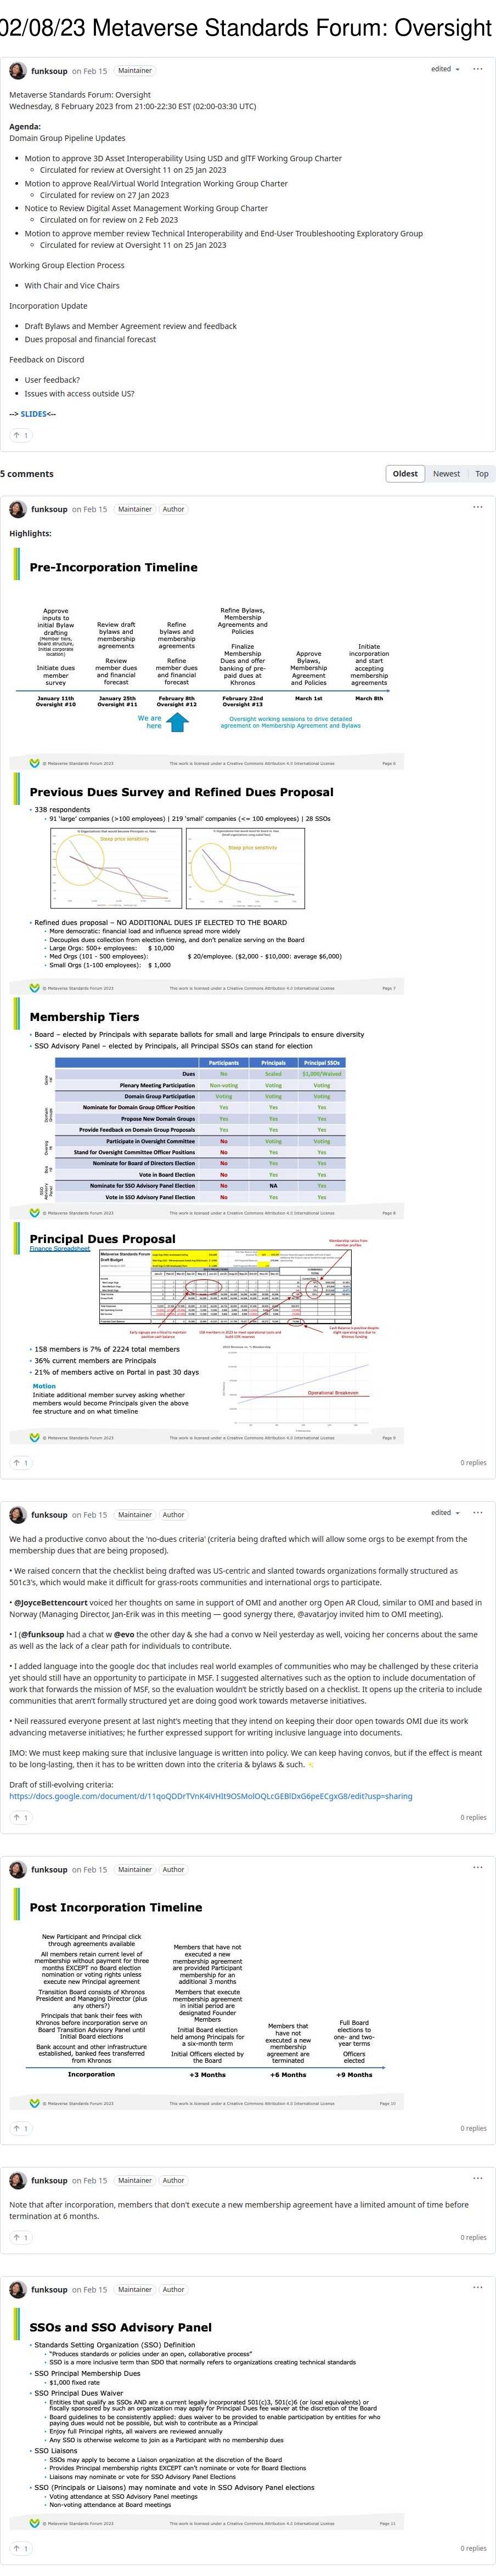 02/08/23 Metaverse Standards Forum: Oversight
funksoup on Feb 15 Maintainer
edited
Metaverse Standards Forum: Oversight
Wednesday, 8 February 2023 from 21:00-22:30 EST (02:00-03:30 UTC)
Agenda:
Domain Group Pipeline Updates
• Motion to approve 3D Asset Interoperability Using USD and glTF Working Group Charter
◦ Circulated for review at Oversight 11 on 25 Jan 2023
• Motion to approve Real/Virtual World Integration Working Group Charter
◦ Circulated for review on 27 Jan 2023
• Notice to Review Digital Asset Management Working Group Charter
◦ Circulated on for review on 2 Feb 2023
• Motion to approve member review Technical Interoperability and End-User Troubleshooting Exploratory Group
◦ Circulated for review at Oversight 11 on 25 Jan 2023
Working Group Election Process
• With Chair and Vice Chairs
Incorporation Update
• Draft Bylaws and Member Agreement review and feedback
• Dues proposal and financial forecast
Feedback on Discord
• User feedback?
• Issues with access outside US?
--> SLIDES<--
↑ 1
5 comments
Oldest Newest Top
funksoup on Feb 15 Maintainer Author
Highlights:
Pre-Incorporation Timeline
Approve
inputs to
initial Bylaw
drafting
(Member tiers,
Board structure,
Initial corporate
location)
Initiate dues
member
survey
January 11th
Oversight #10
Review draft
bylaws and
membership
agreements
Review
member dues
and financial
forecast
January 25th
Oversight #11
Refine
bylaws and
membership
agreements
Refine
member dues
and financial
forecast
February 8th
Oversight #12
Refine Bylaws,
Membership
Agreements and
Policies
Finalize
Membership
Dues and offer
banking of pre-
paid dues at
Khronos
February 22nd
Oversight #13
Approve
Bylaws,
Membership
Agreement
and Policies
March 1st
Initiate
incorporation
and start
accepting
membership
agreements
March 8th
We are
here
Oversight working sessions to drive detailed
agreement on Membership Agreement and Bylaws
© Metaverse Standards Forum 2023 This work is licensed under a Creative Commons Attribution 4.0 International License Page 6
Previous Dues Survey and Refined Dues Proposal
• 338 respondents
• 91 'large' companies (>100 employees) | 219 'small' companies (<= 100 employees) | 28 SSOs
Steep price sensitivity
Steep price sensitivity
• Refined dues proposal – NO ADDITIONAL DUES IF ELECTED TO THE BOARD
• More democratic: financial load and influence spread more widely
• Decouples dues collection from election timing, and don't penalize serving on the Board
• Large Orgs: 500+ employees: $ 10,000
• Med Orgs (101 - 500 employees): $ 20/employee. ($2,000 - $10,000: average $6,000)
• Small Orgs (1-100 employees): $ 1,000
© Metaverse Standards Forum 2023 This work is licensed under a Creative Commons Attribution 4.0 International License Page 7
Membership Tiers
• Board – elected by Principals with separate ballots for small and large Principals to ensure diversity
• SSO Advisory Panel – elected by Principals, all Principal SSOs can stand for election
Participants Principals Principal SSOs
Dues No Scaled $1,000/Waived
Plenary Meeting Participation Non-voting Voting Voting
Domain Group Participation Voting Voting Voting
Nominate for Domain Group Officer Position Yes Yes Yes
Propose New Domain Groups Yes Yes Yes
Provide Feedback on Domain Group Proposals Yes Yes Yes
Participate in Oversight Committee No Voting Voting
Stand for Oversight Committee Officer Positions No Yes Yes
Nominate for Board of Directors Election No Yes Yes
Vote in Board Election No Yes Yes
Nominate for SSO Advisory Panel Election No NA Yes
Vote in SSO Advisory Panel Election No Yes Yes
© Metaverse Standards Forum 2023 This work is licensed under a Creative Commons Attribution 4.0 International License Page 8
Principal Dues Proposal
Finance Spreadsheet
Membership ramps from
member profiles
Metaverse Standards Forum Inc
Draft Budget
Early signups are critical to maintain
positive cash balance
158 members in 2023 to meet operational costs and
build USD reserves
Cash Balance is positive despite
slight operating loss due to
Khronos funding
• 158 members is 7% of 2224 total members
• 36% current members are Principals
• 21% of members active on Portal in past 30 days
Motion
Initiate additional member survey asking whether
members would become Principals given the above
fee structure and on what timeline
Operational Breakeven
© Metaverse Standards Forum 2023 This work is licensed under a Creative Commons Attribution 4.0 International License Page 9
↑ 1
0 replies
funksoup on Feb 15 Maintainer Author
edited
We had a productive convo about the 'no-dues criteria' (criteria being drafted which will allow some orgs to be exempt from the
membership dues that are being proposed).
• We raised concern that the checklist being drafted was US-centric and slanted towards organizations formally structured as
501c3's, which would make it difficult for grass-roots communities and international orgs to participate.
• @JoyceBettencourt voiced her thoughts on same in support of OMI and another org Open AR Cloud, similar to OMI and based in
Norway (Managing Director, Jan-Erik was in this meeting — good synergy there, @avatarjoy invited him to OMI meeting).
• I (@funksoup had a chat w @evo the other day & she had a convo w Neil yesterday as well, voicing her concerns about the same
as well as the lack of a clear path for individuals to contribute.
• I added language into the google doc that includes real world examples of communities who may be challenged by these criteria
yet should still have an opportunity to participate in MSF. I suggested alternatives such as the option to include documentation of
work that forwards the mission of MSF, so the evaluation wouldn't be strictly based on a checklist. It opens up the criteria to include
communities that aren't formally structured yet are doing good work towards metaverse initiatives.
• Neil reassured everyone present at last night's meeting that they intend on keeping their door open towards OMI due its work
advancing metaverse initiatives; he further expressed support for writing inclusive language into documents.
IMO: We must keep making sure that inclusive language is written into policy. We can keep having convos, but if the effect is meant
to be long-lasting, then it has to be written down into the criteria & bylaws & such.
Draft of still-evolving criteria:
https://docs.google.com/document/d/11qoQDDrTVnK4iVHIt9OSMolOQLcGEBlDxG6peECgxG8/edit?usp=sharing
↑ 1
0 replies
funksoup on Feb 15 Maintainer Author
Post Incorporation Timeline
New Participant and Principal click
through agreements available
All members retain current level of
membership without payment for three
months EXCEPT no Board election
nomination or voting rights unless
execute new Principal agreement
Transition Board consists of Khronos
President and Managing Director (plus
any others?)
Principals that bank their fees with
Khronos before incorporation serve on
Board Transition Advisory Panel until
Initial Board elections
Bank account and other infrastructure
established, banked fees transferred
from Khronos
Incorporation
Members that have not
executed a new
membership agreement
are provided Participant
membership for an
additional 3 months
Members that execute
membership agreement
in initial period are
designated Founder
Members
Initial Board election
held among Principals for
a six-month term
Initial Officers elected by
the Board
+3 Months
Members that
have not
executed a new
membership
agreement are
terminated
+6 Months
Full Board
elections to
one- and two-
year terms
Officers
elected
+9 Months
© Metaverse Standards Forum 2023 This work is licensed under a Creative Commons Attribution 4.0 International License Page 10
↑ 1
0 replies
funksoup on Feb 15 Maintainer Author
Note that after incorporation, members that don't execute a new membership agreement have a limited amount of time before
termination at 6 months.
↑ 1
0 replies
funksoup on Feb 15 Maintainer Author
SSOs and SSO Advisory Panel
• Standards Setting Organization (SSO) Definition
• "Produces standards or policies under an open, collaborative process"
• SSO is a more inclusive term than SDO that normally refers to organizations creating technical standards
• SSO Principal Membership Dues
• $1,000 fixed rate
• SSO Principal Dues Waiver
• Entities that qualify as SSOs AND are a current legally incorporated 501(c)3, 501(c)6 (or local equivalents) or
fiscally sponsored by such an organization may apply for Principal Dues fee waiver at the discretion of the Board
• Board guidelines to be consistently applied: dues waiver to be provided to enable participation by entities for who
paying dues would not be possible, but wish to contribute as a Principal
• Enjoy full Principal rights, all waivers are reviewed annually
• Any SSO is otherwise welcome to join as a Participant with no membership dues
• SSO Liaisons
• SSOs may apply to become a Liaison organization at the discretion of the Board
• Provides Principal membership rights EXCEPT can't nominate or vote for Board Elections
• Liaisons may nominate or vote for SSO Advisory Panel Elections
• SSO (Principals or Liaisons) may nominate and vote in SSO Advisory Panel elections
• Voting attendance at SSO Advisory Panel meetings
• Non-voting attendance at Board meetings
© Metaverse Standards Forum 2023 This work is licensed under a Creative Commons Attribution 4.0 International License Page 11
↑ 1
0 replies